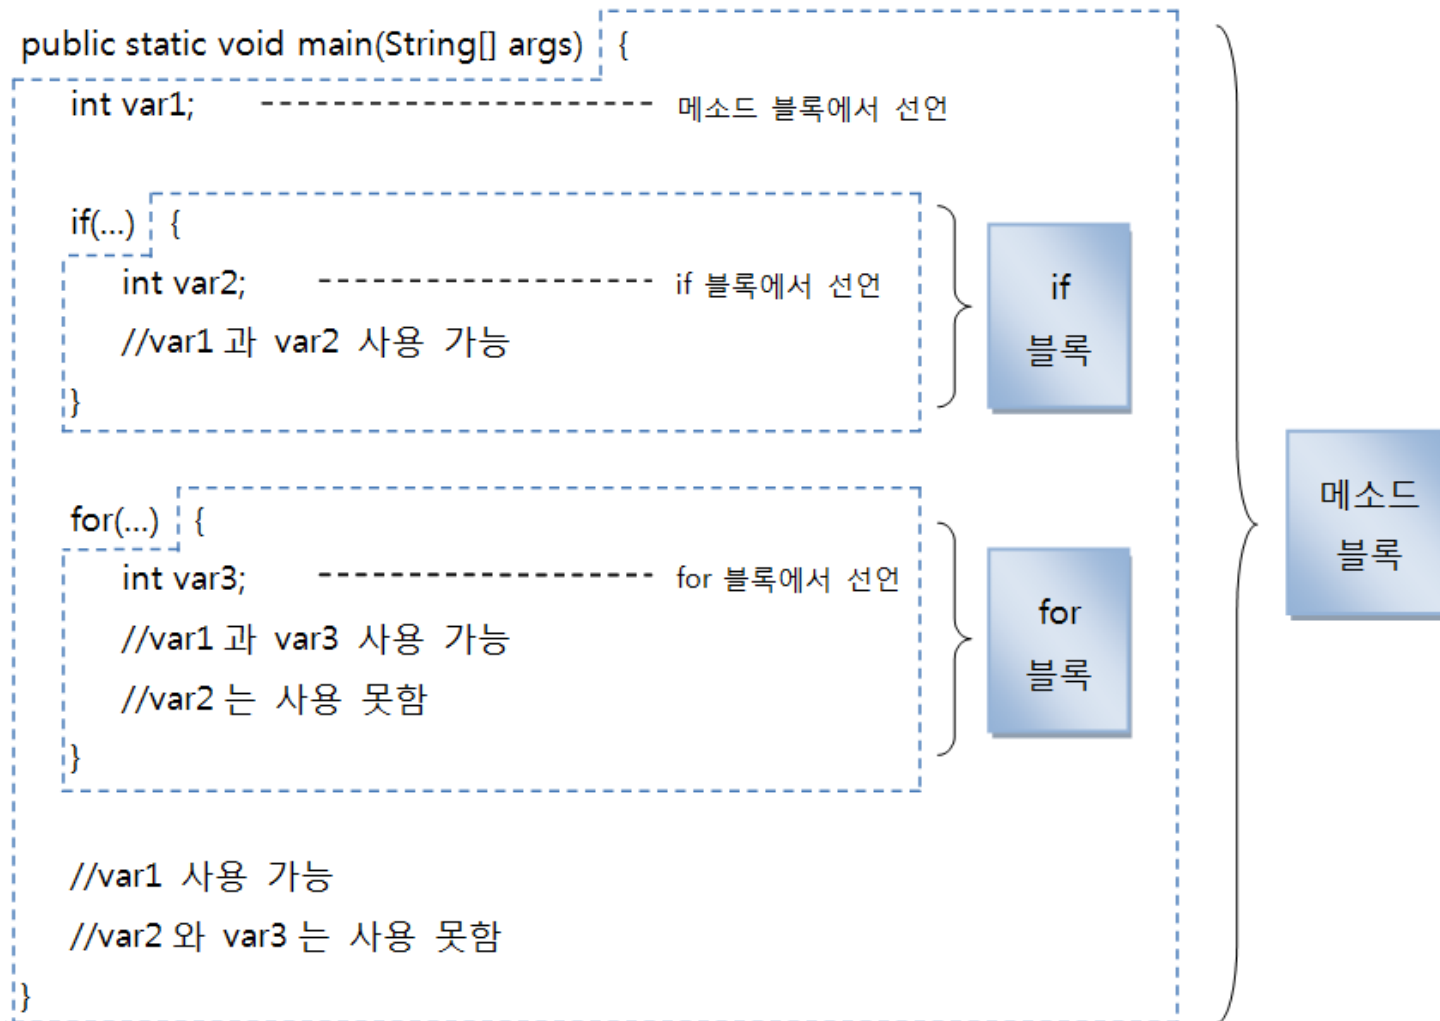 public static void main(String[] args) {
int var1; 메소드 블록에서 선언
if(...) {
int var2; if 블록에서 선언
//var1 과 var2 사용 가능
}
if
블록
for(...) {
int var3; for 블록에서 선언
//var1 과 var3 사용 가능
//var2 는 사용 못함
}
for
블록
메소드
블록
//var1 사용 가능
//var2 와 var3 는 사용 못함
}